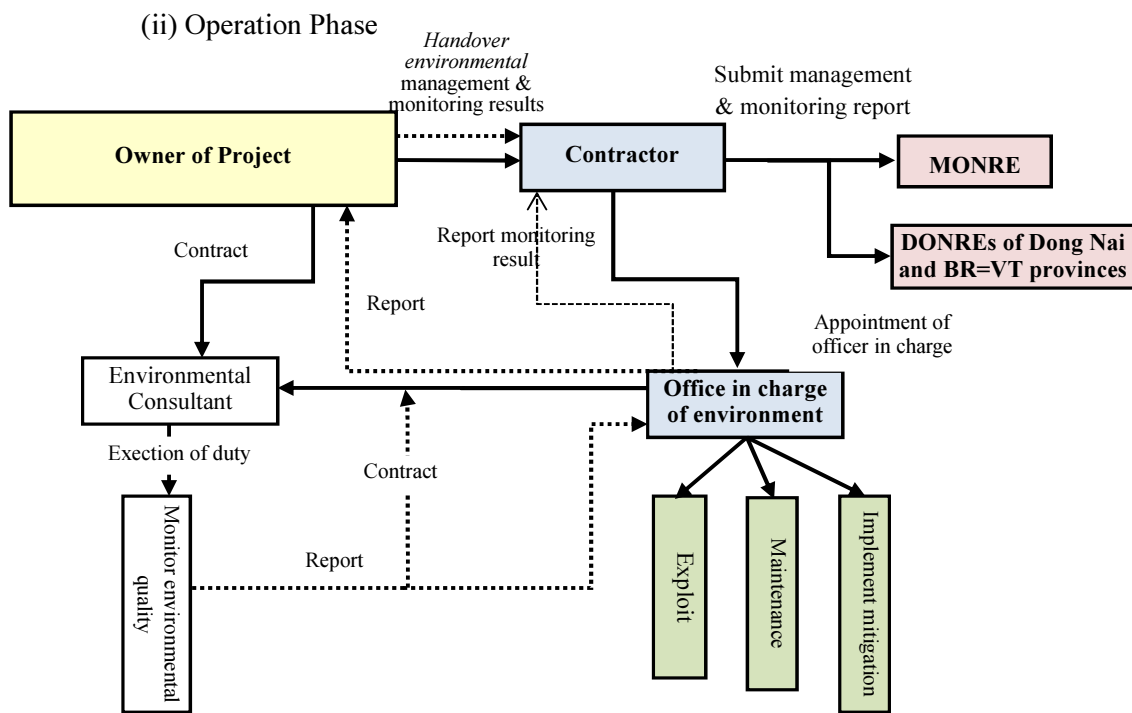 (ii) Operation Phase
Handover
environmental
management &
monitoring results
Submit management
& monitoring report
Owner of Project
Contractor
MONRE
DONREs of Dong Nai
and BR=VT provinces
Contract
Report monitoring
result
Report
Appointment of
officer in charge
Environmental
Consultant
Office in charge
of environment
Exection of duty
Contract
Report
Monitor environmental
quality
Exploit
Maintenance
Implement mitigation